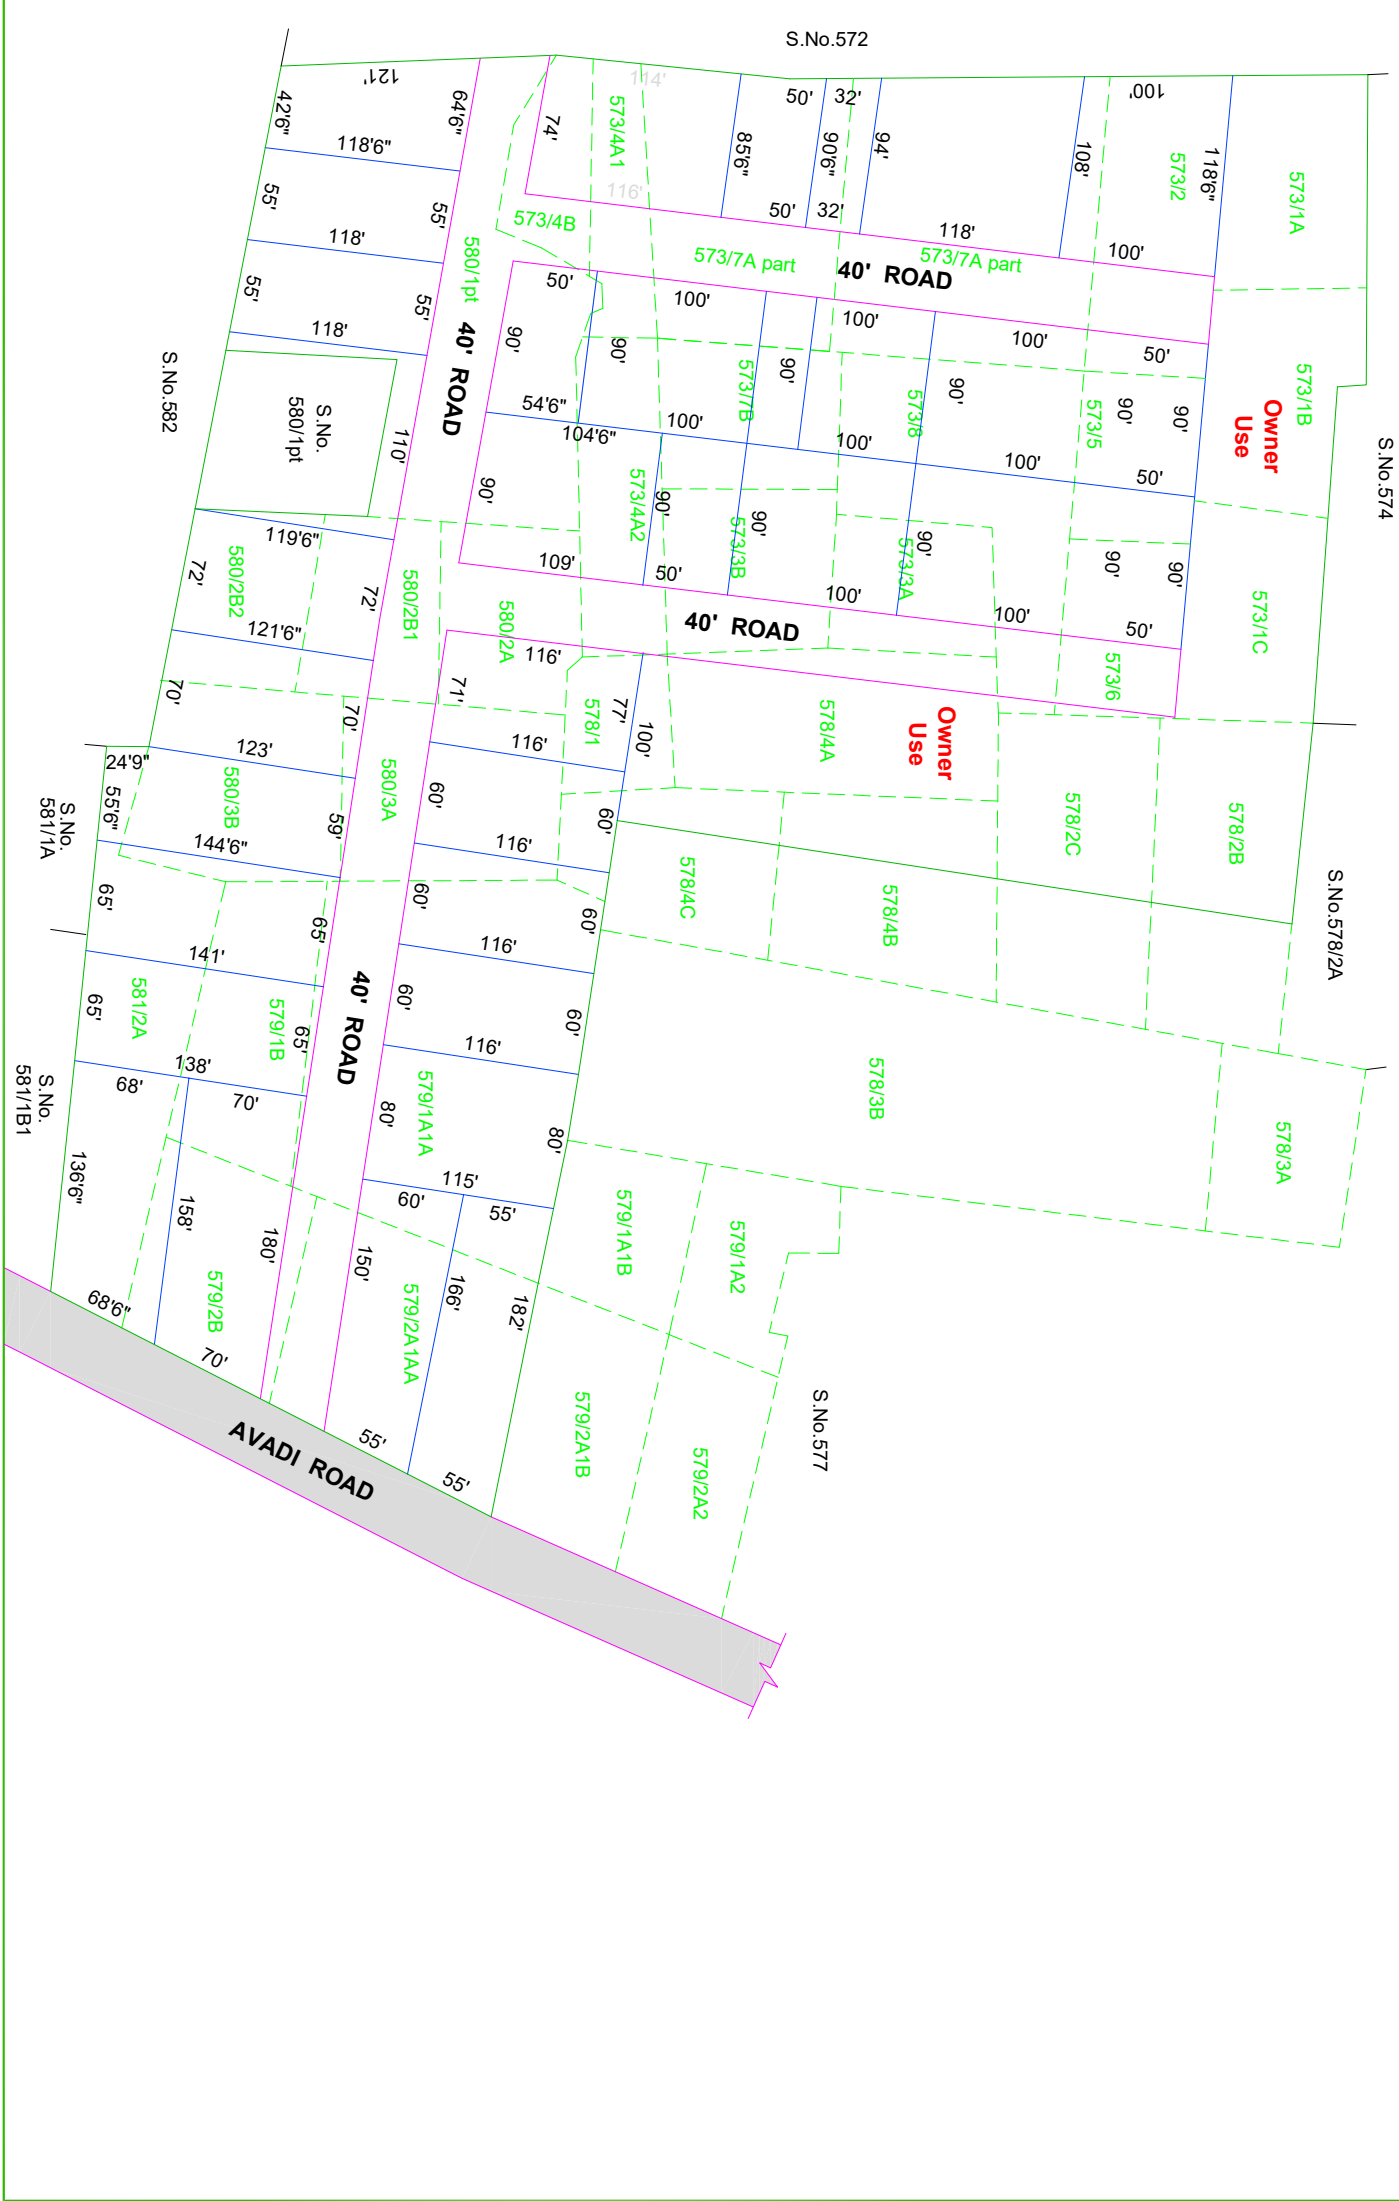 S.No.572
121'
42'6"
64'6"
118'6"
74'
573/4A1
114'
116'
85'6"
50'
32'
90'6"
94'
50'
32'
108'
118'
100'
573/2
118'6"
100'
573/1A
55'
55'
118'
573/4B
580/1pt
573/7A part
573/7A part
40' ROAD
55'
55'
118'
50'
100'
100'
100'
50'
40' ROAD
90'
90'
90'
90'
90'
90'
573/7B
573/8
573/5
573/1B
Owner
Use
S.No.574
S.No.582
S.No.
580/1pt
110'
54'6"
104'6"
100'
100'
100'
50'
90'
573/4A2
90'
90'
573/3B
90'
573/3A
90'
90'
119'6"
72'
72'
580/2B2
580/2B1
109'
50'
100'
100'
50'
573/1C
121'6"
580/2A
40' ROAD
116'
573/6
70'
70'
71'
578/1
77'
100'
578/4A
Owner
Use
123'
116'
24'9"
55'6"
S.No.
581/1A
580/3B
580/3A
59'
60'
60'
578/2C
578/2B
144'6"
116'
578/4C
578/4B
S.No.578/2A
65'
65'
60'
60'
141'
116'
40' ROAD
65'
581/2A
579/1B
65'
60'
60'
138'
116'
68'
70'
S.No.
581/1B1
579/1A1A
80'
80'
578/3B
578/3A
136'6"
158'
180'
115'
60'
55'
150'
166'
182'
579/1A1B
579/1A2
68'6"
579/2B
579/2A1AA
70'
AVADI ROAD
55'
55'
579/2A1B
579/2A2
S.No.577